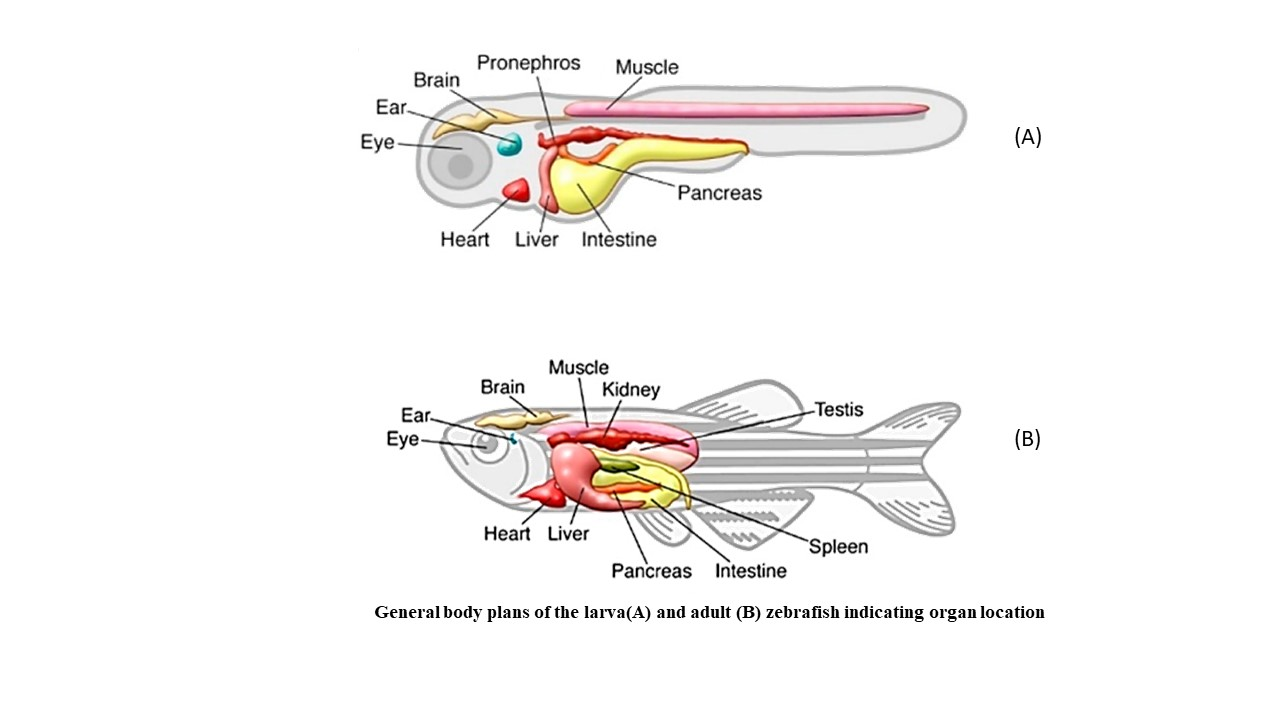 Pronephros
Muscle
Brain
Ear
Eye
(A)
Pancreas
Heart
Liver
Intestine
Muscle
Brain
Kidney
Ear
Testis
Eye
(B)
Heart
Liver
Spleen
Pancreas
Intestine
General body plans of the larva(A) and adult (B) zebrafish indicating organ location